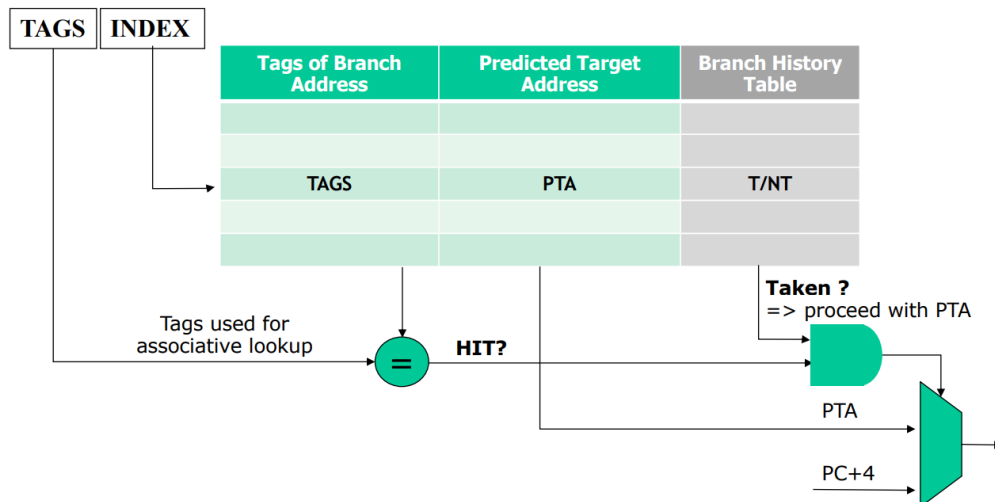 TAGS INDEX
Tags of Branch Address
Predicted Target Address
Branch History Table
TAGS PTA T/NT
Taken ?
=> proceed with PTA
Tags used for
associative lookup
=
HIT?
PTA
PC+4